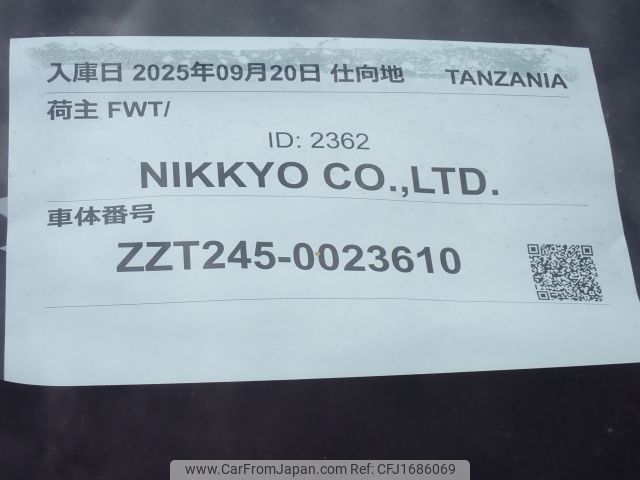 入庫日 2025年09月20日 仕向地 TANZANIA
荷主 FWT/
ID: 2362
NIKKYO CO.,LTD.
車体番号
ZZT245-0023610
www.CarFromJapan.com Ref:CFJ1686069